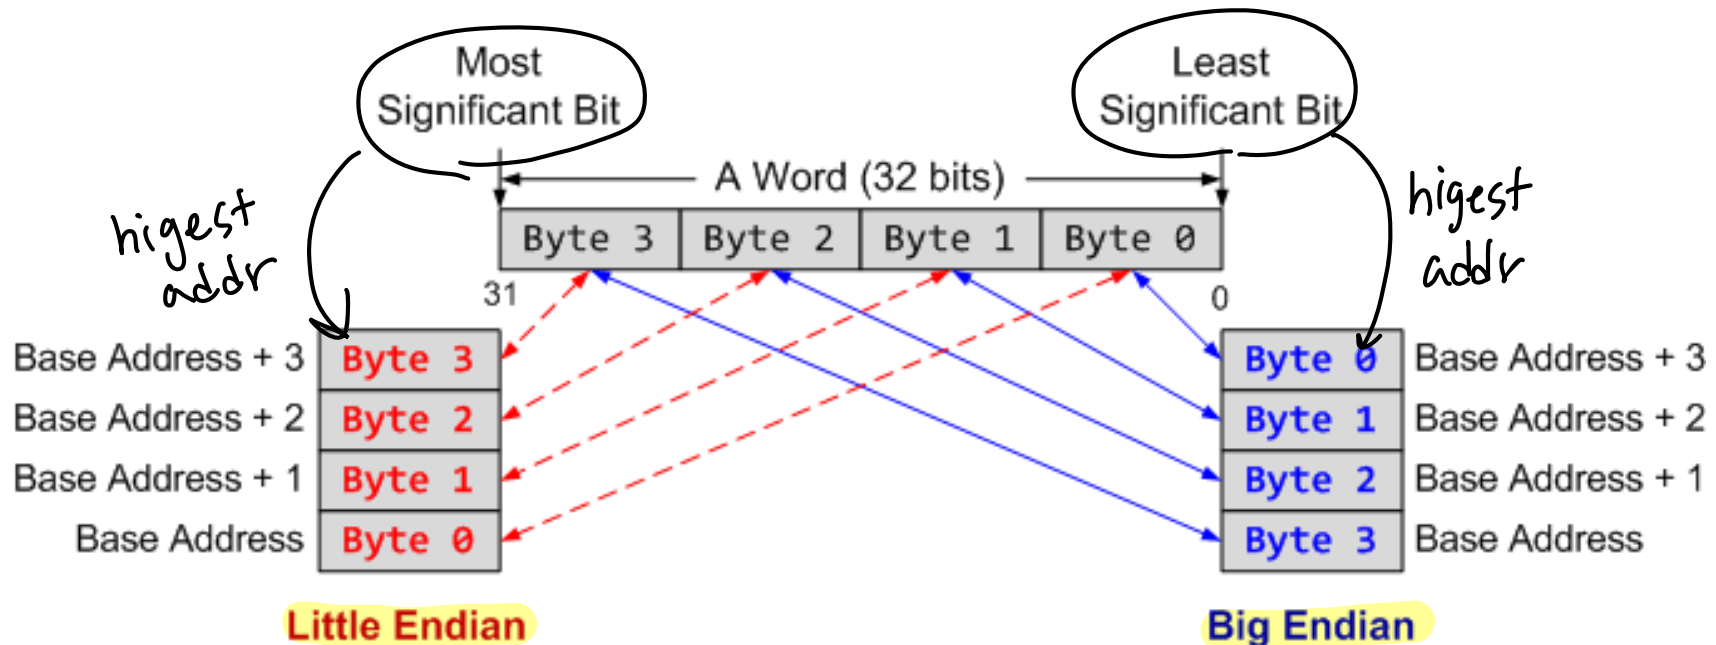 Most
Significant Bit
Least
Significant Bit
A Word (32 bits)
higest
addr
higest
addr
Byte 3 Byte 2 Byte 1 Byte 0
31
0
Base Address + 3 Byte 3
Base Address + 2 Byte 2
Base Address + 1 Byte 1
Base Address Byte 0
Little Endian
Byte 0 Base Address + 3
Byte 1 Base Address + 2
Byte 2 Base Address + 1
Byte 3 Base Address
Big Endian